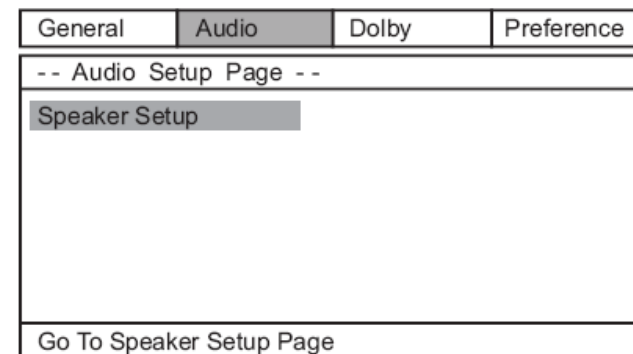 General Audio Dolby Preference
-- Audio Setup Page --
Speaker Setup
Go To Speaker Setup Page